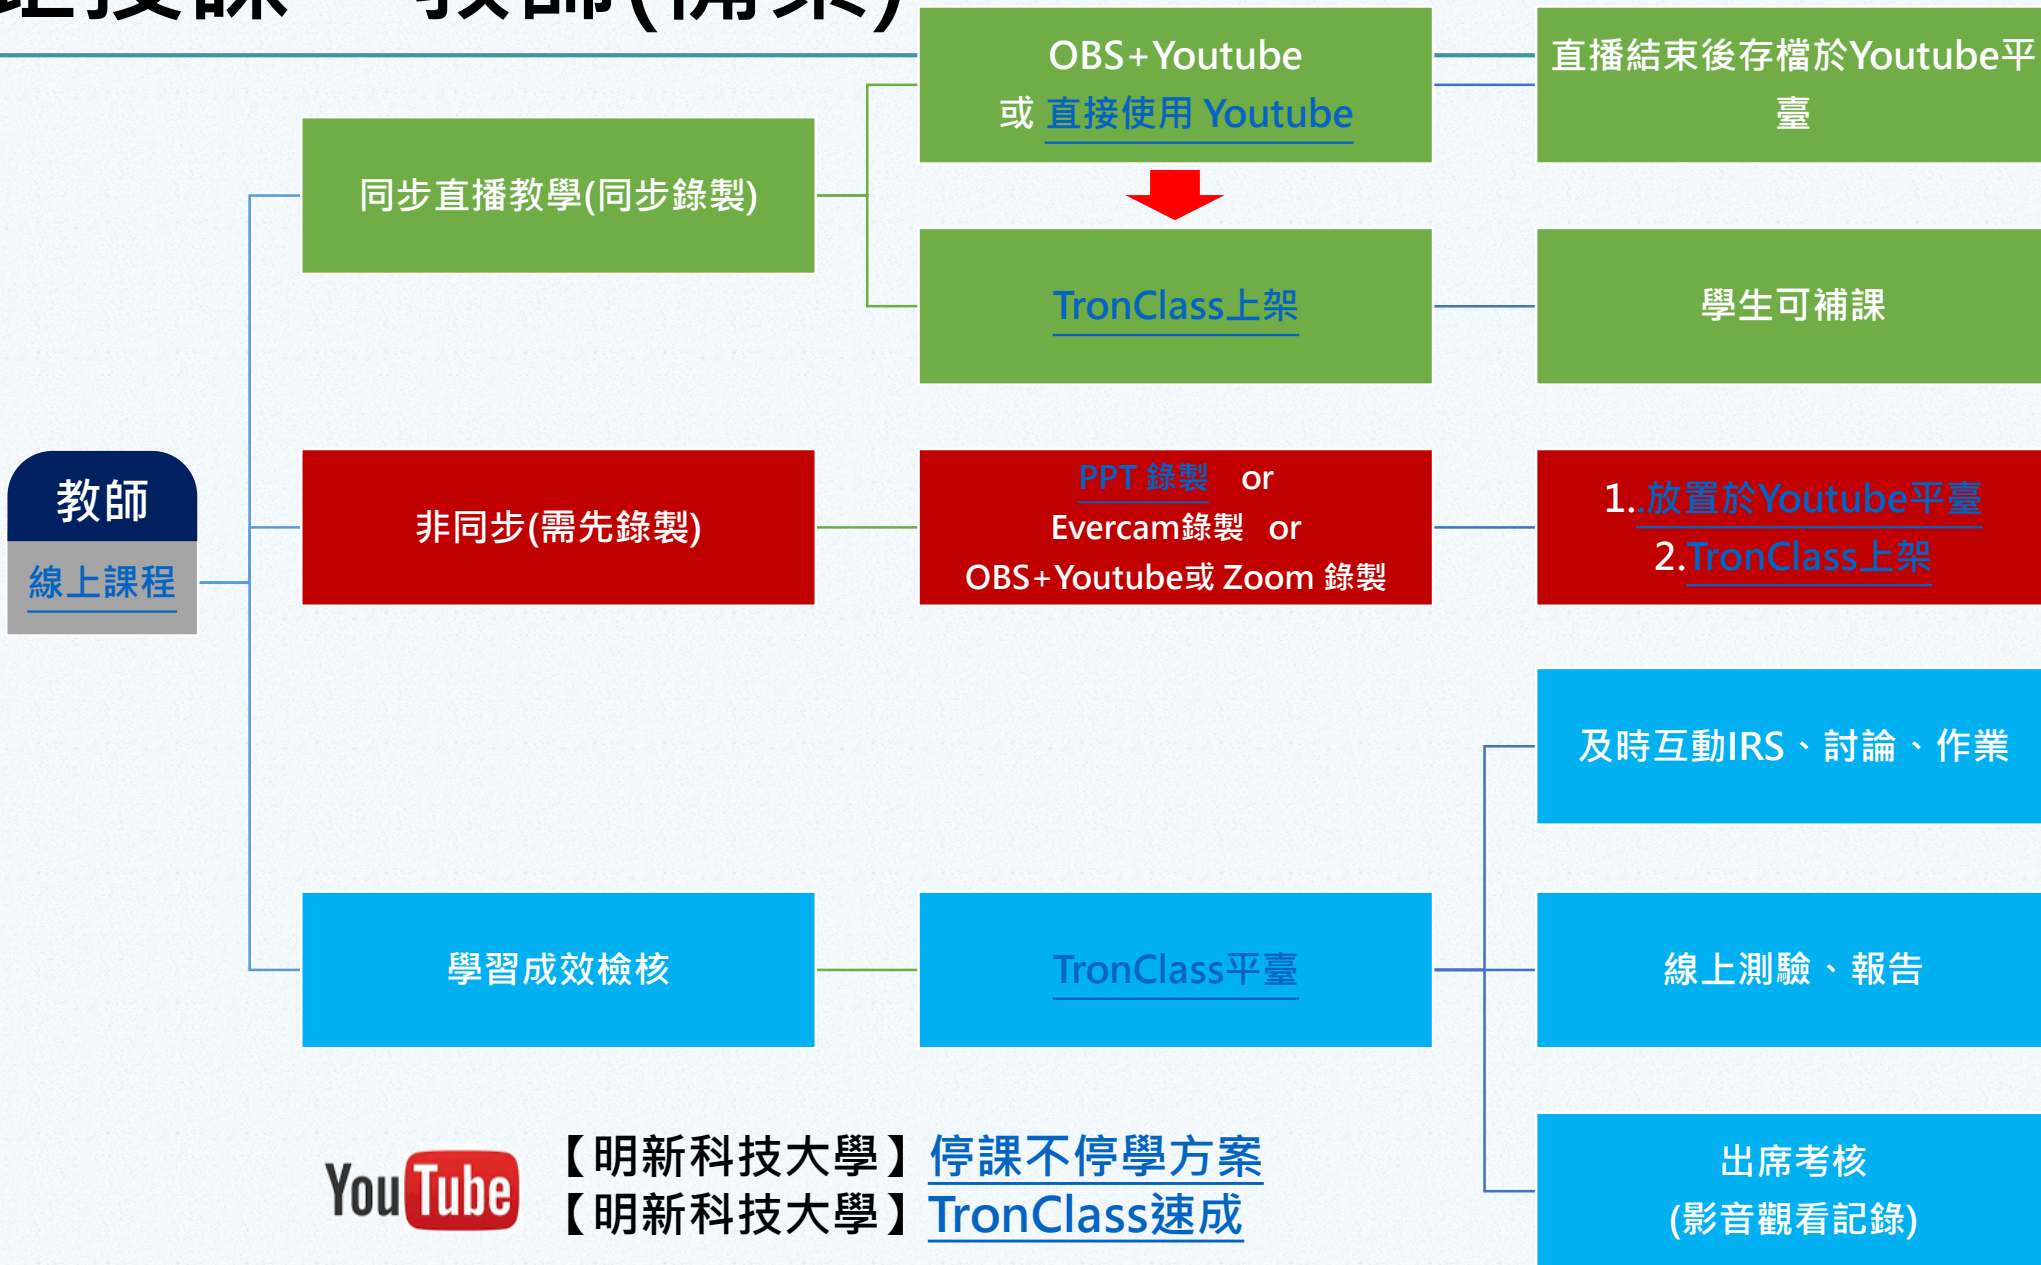 OBS+Youtube
或 直接使用 Youtube
直播結束後存檔於Youtube平
臺
同步直播教學(同步錄製)
TronClass上架
學生可補課
教師
線上課程
非同步(需先錄製)
PPT 錄製 or
Evercam錄製 or
OBS+Youtube或 Zoom 錄製
1..放置於Youtube平臺
2.TronClass上架
及時互動IRS、討論、作業
學習成效檢核
TronClass平臺
線上測驗、報告
出席考核
(影音觀看記錄)
YouTube
【明新科技大學】停課不停學方案
【明新科技大學】TronClass速成